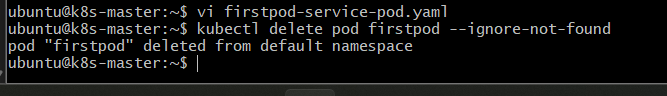 ubuntu@k8s-master:~$ vi firstpod-service-pod.yaml
ubuntu@k8s-master:~$ kubectl delete pod firstpod --ignore-not-found
pod "firstpod" deleted from default namespace
ubuntu@k8s-master:~$